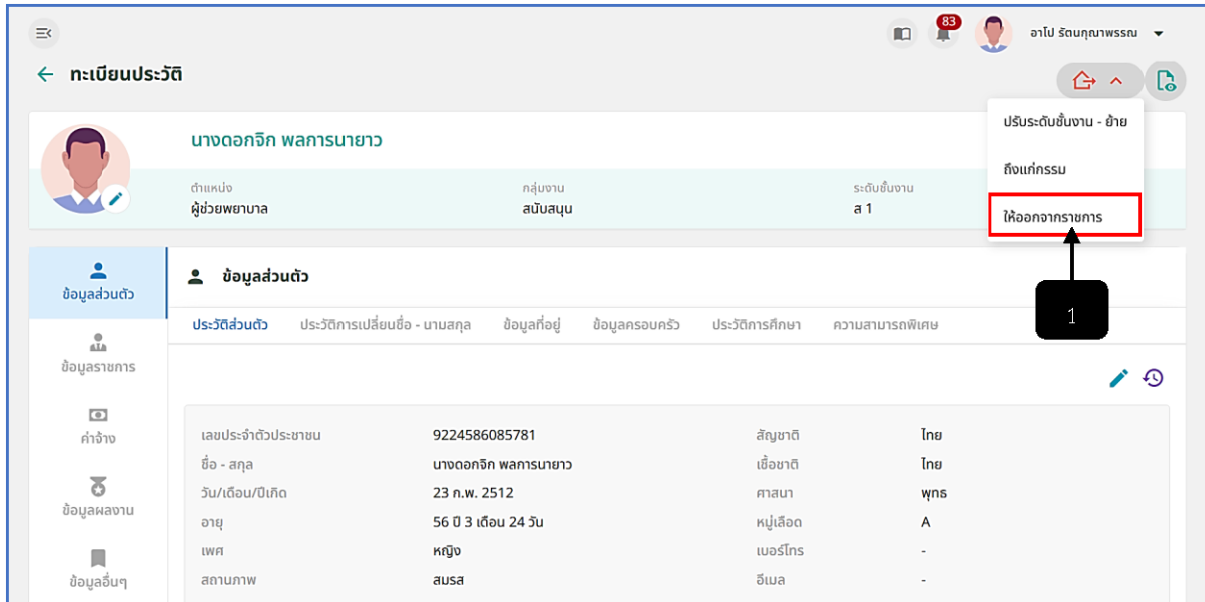 83
อาโป รัตนกุณาพรรณ
ทะเบียนประวัติ
ปรับระดับชั้นงาน - ย้าย
ถึงแก่กรรม
ให้ออกจากราชการ
นางดอกจิก พลการนายาว
ตำแหน่ง กลุ่มงาน ระดับชั้นงาน
ผู้ช่วยพยาบาล สนับสนุน ส 1
1
ข้อมูลส่วนตัว
ข้อมูลราชการ
ค่าจ้าง
ข้อมูลผลงาน
ข้อมูลอื่นๆ
ข้อมูลส่วนตัว
ประวัติส่วนตัว ประวัติการเปลี่ยนชื่อ - นามสกุล ข้อมูลที่อยู่ ข้อมูลครอบครัว ประวัติการศึกษา ความสามารถพิเศษ
เลขประจำตัวประชาชน 9224586085781 สัญชาติ ไทย
ชื่อ - สกุล นางดอกจิก พลการนายาว เชื้อชาติ ไทย
วัน/เดือน/ปีเกิด 23 ก.พ. 2512 ศาสนา พุทธ
อายุ 56 ปี 3 เดือน 24 วัน หมู่เลือด A
เพศ หญิง เบอร์โทร -
สถานภาพ สมรส อีเมล -